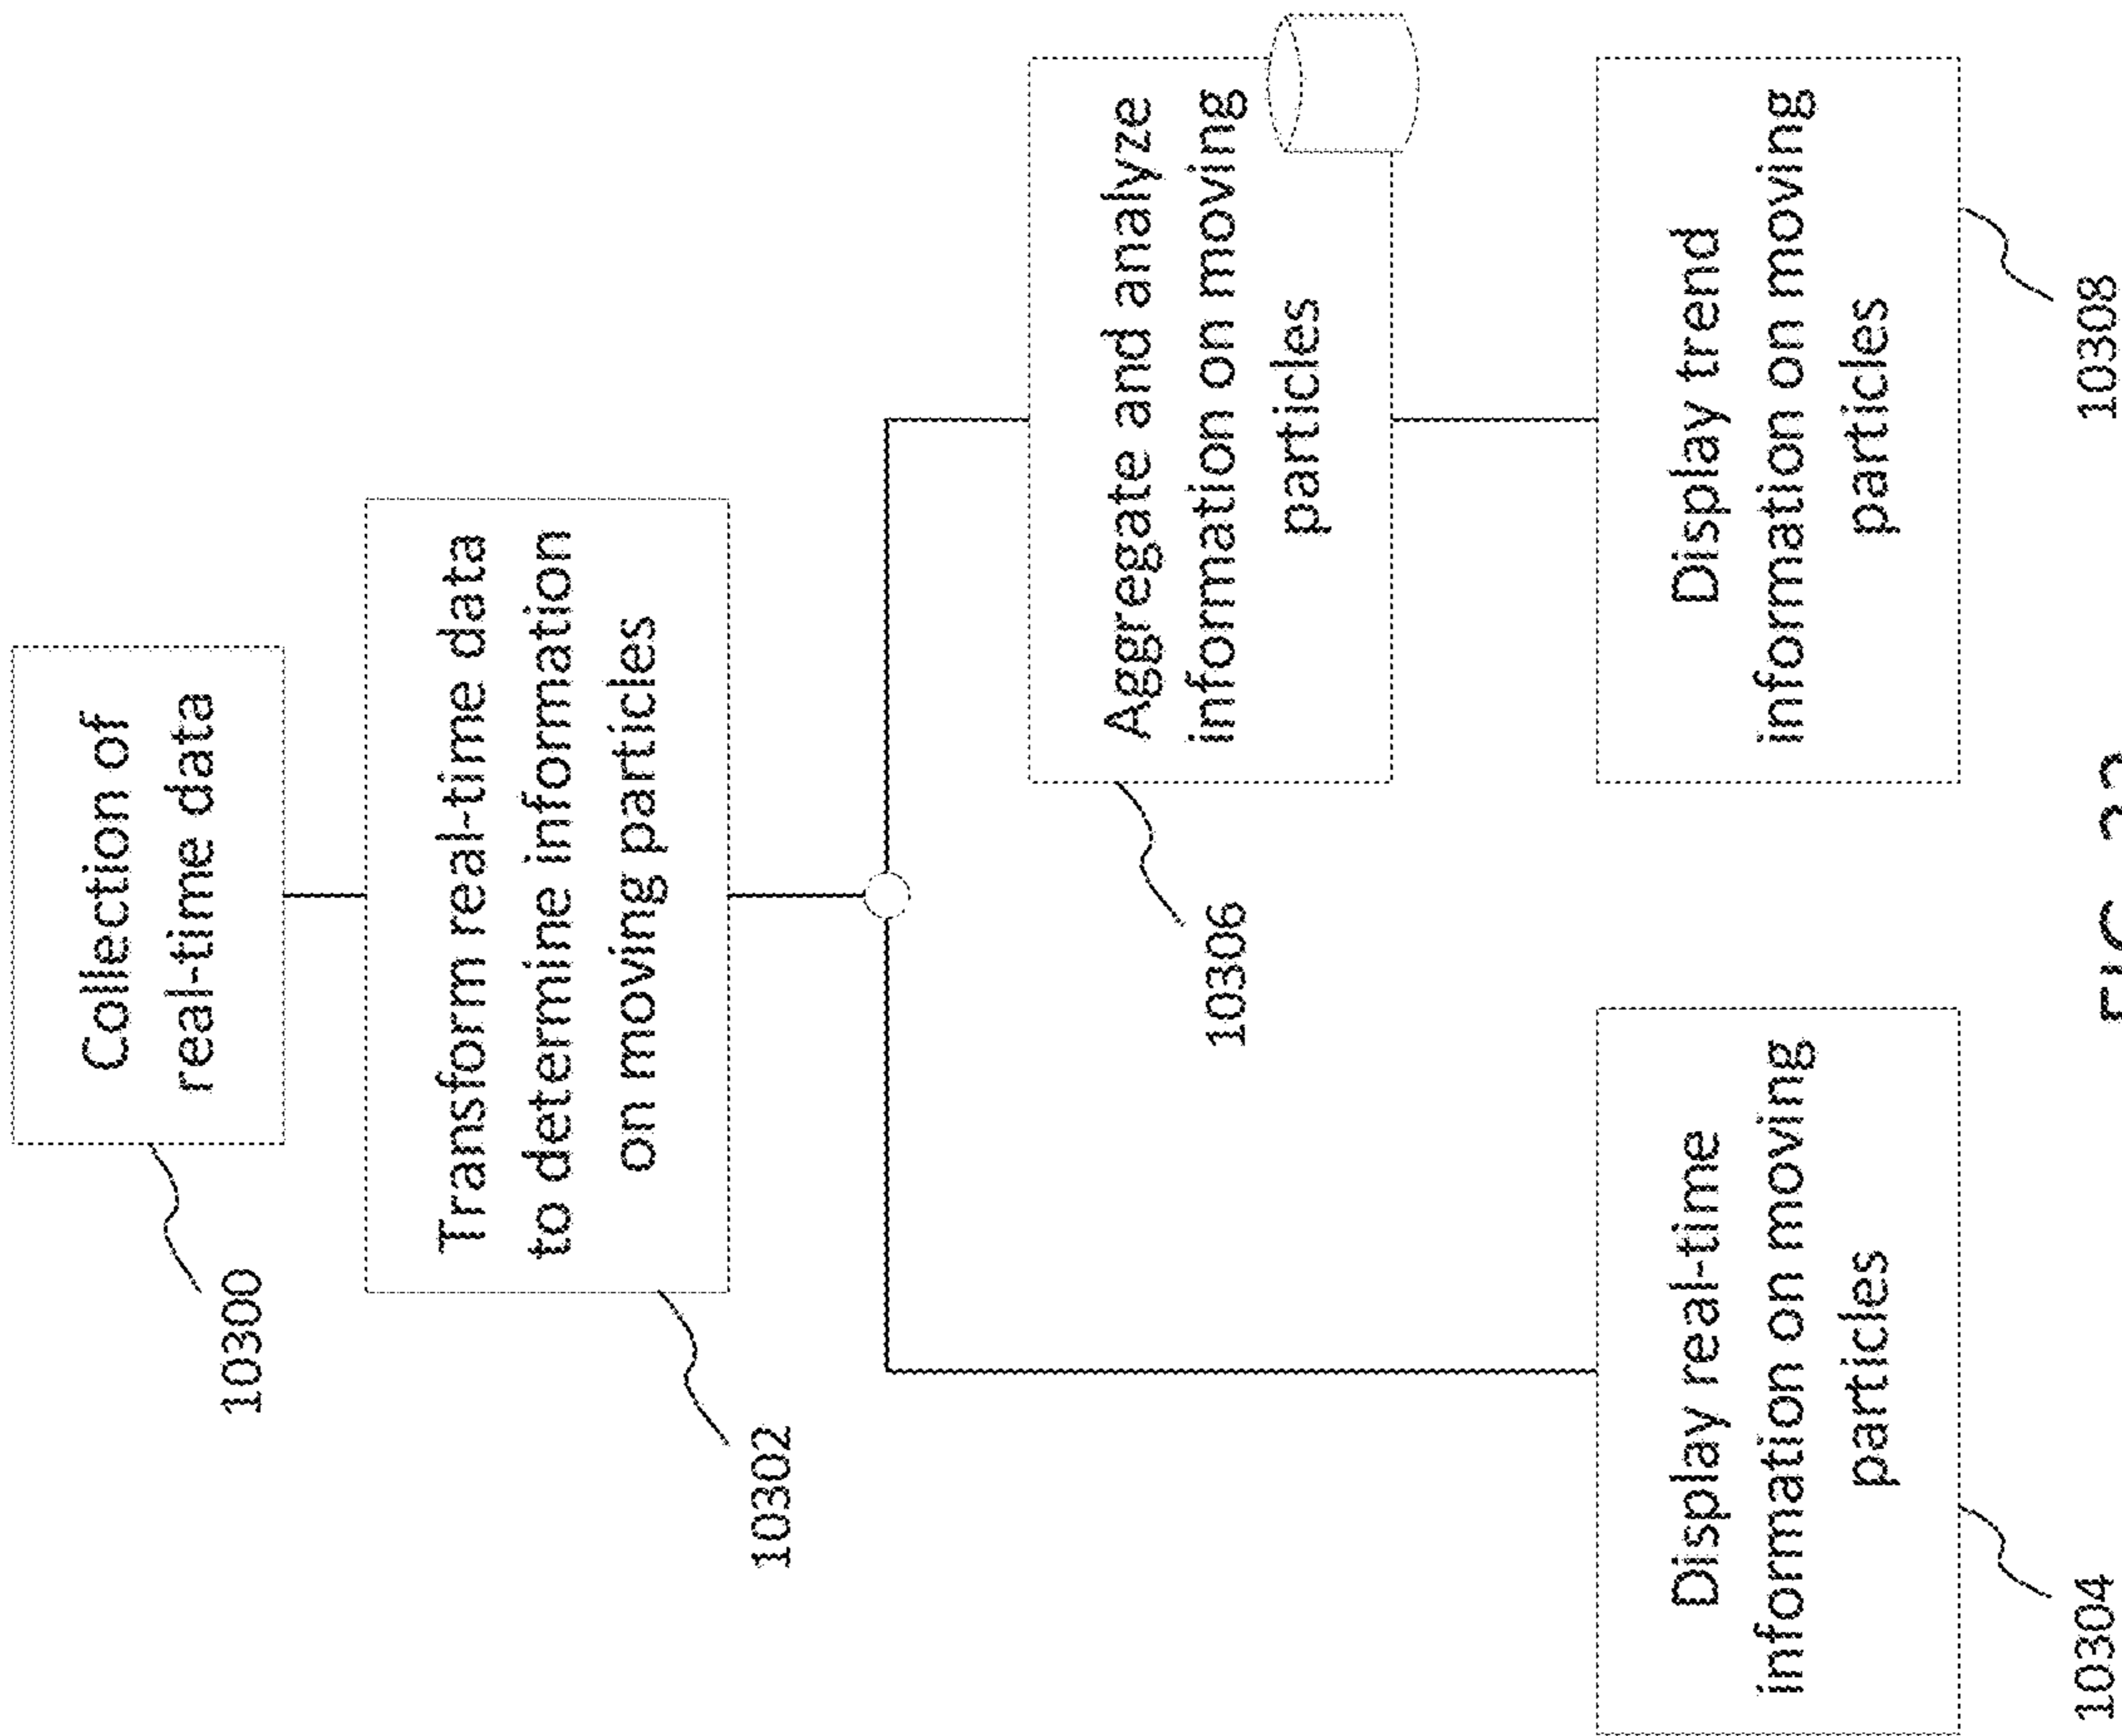 Collection of
real-time data
10300
Transform real-time data
to determine information
on moving particles
10302
Aggregate and analyze
information on moving
particles
10306
Display real-time
information on moving
particles
10304
Display trend
information on moving
particles
10308
FIG.